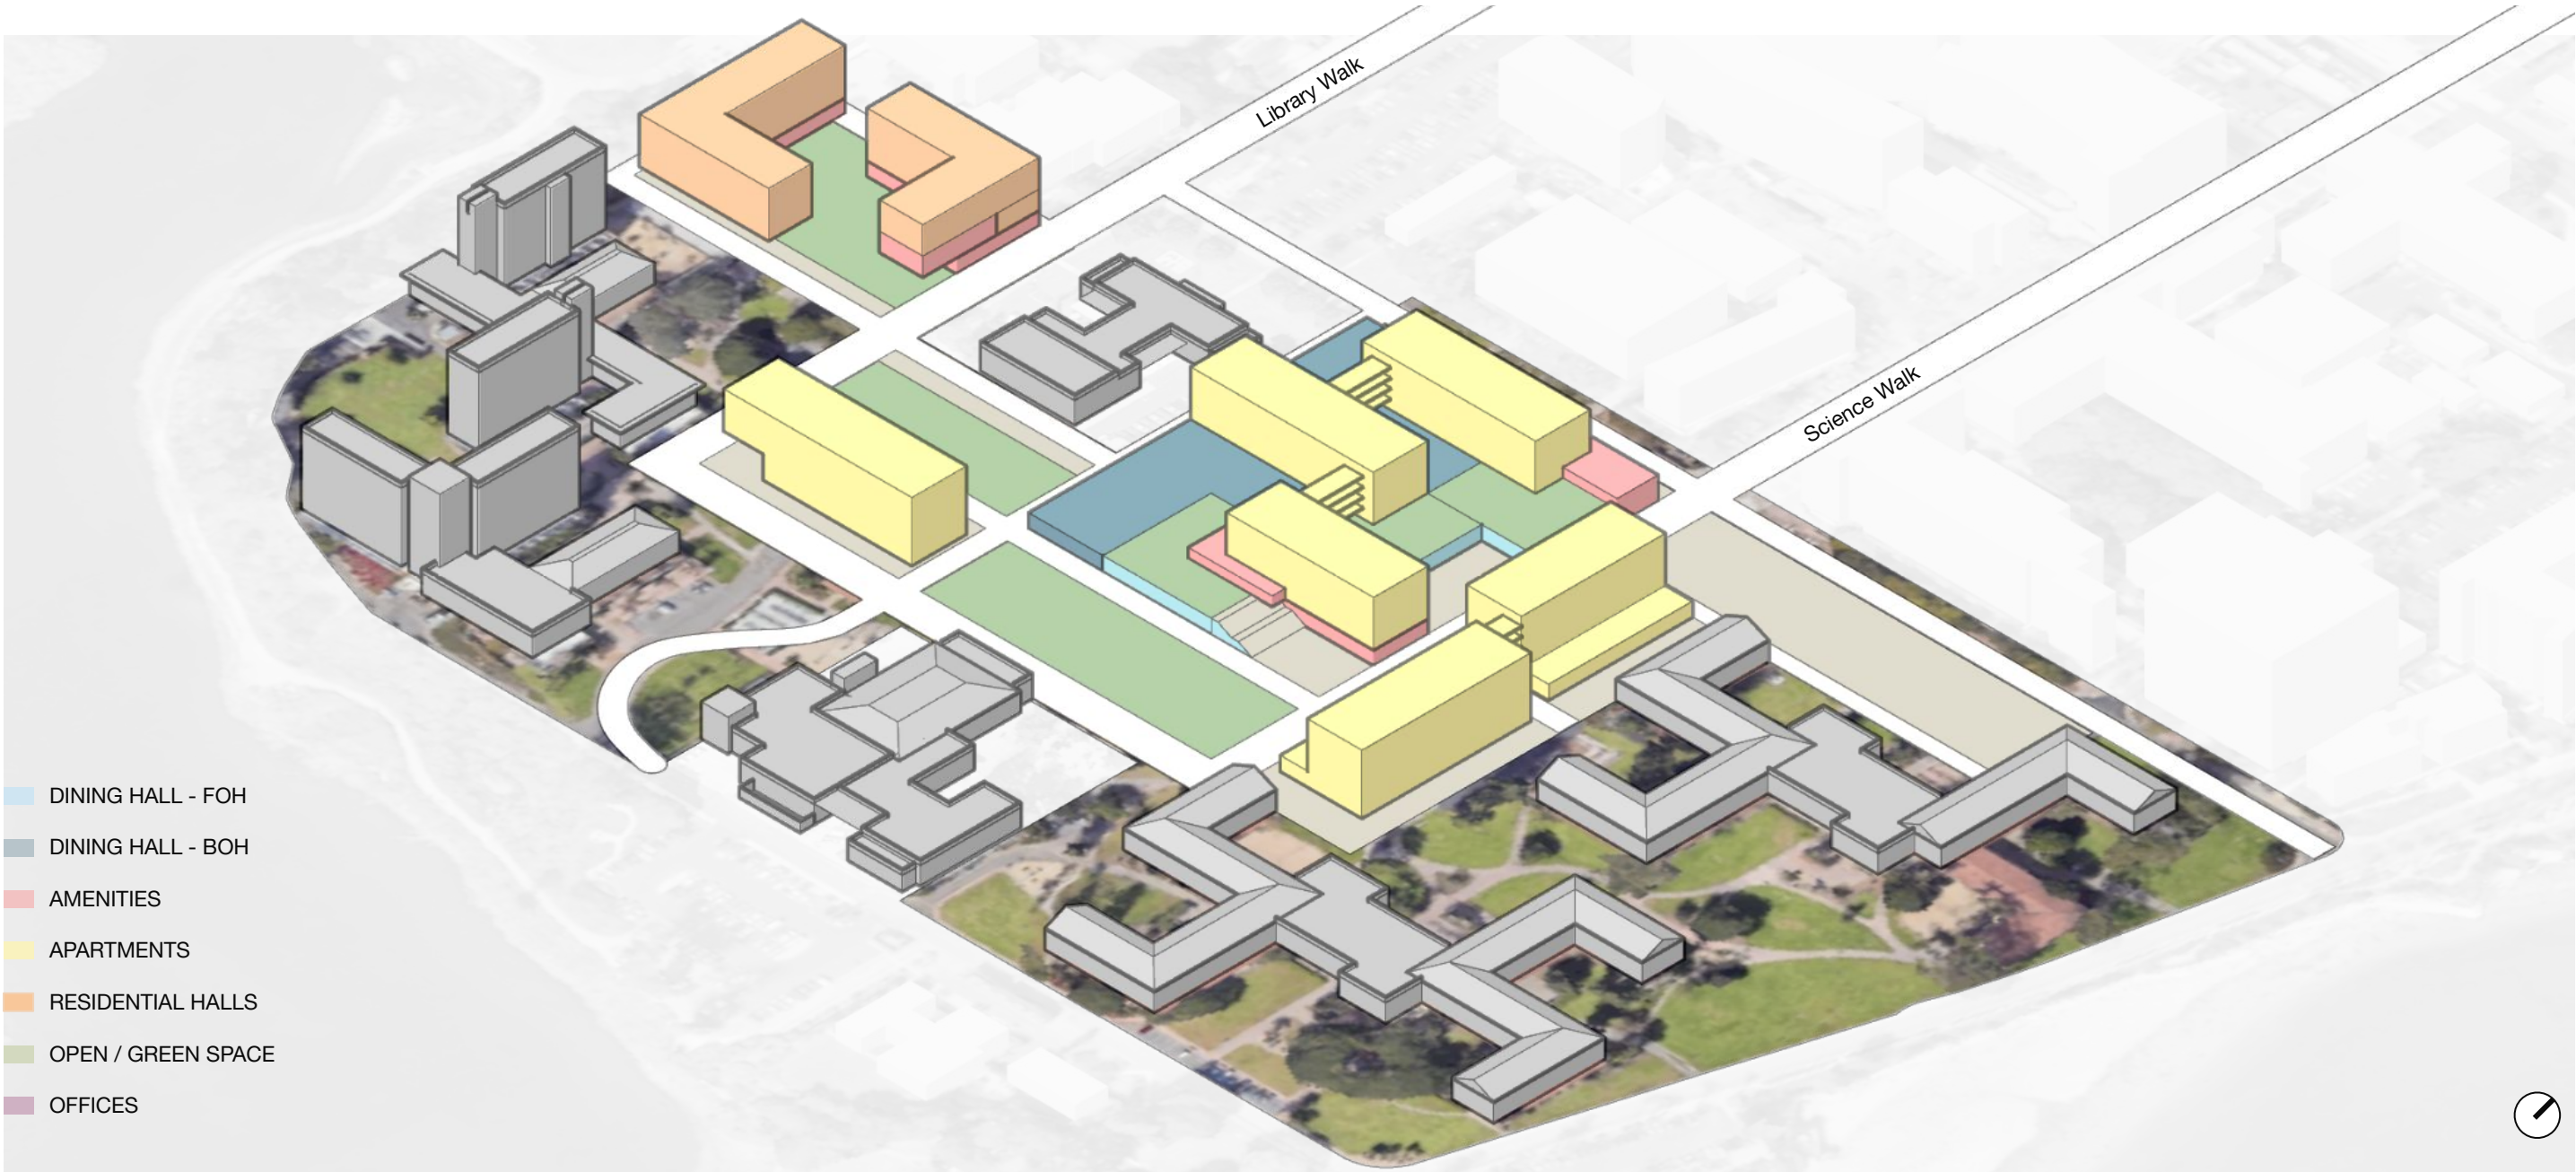 Library Walk
Science Walk
DINING HALL - FOH
DINING HALL - BOH
AMENITIES
APARTMENTS
RESIDENTIAL HALLS
OPEN / GREEN SPACE
OFFICES